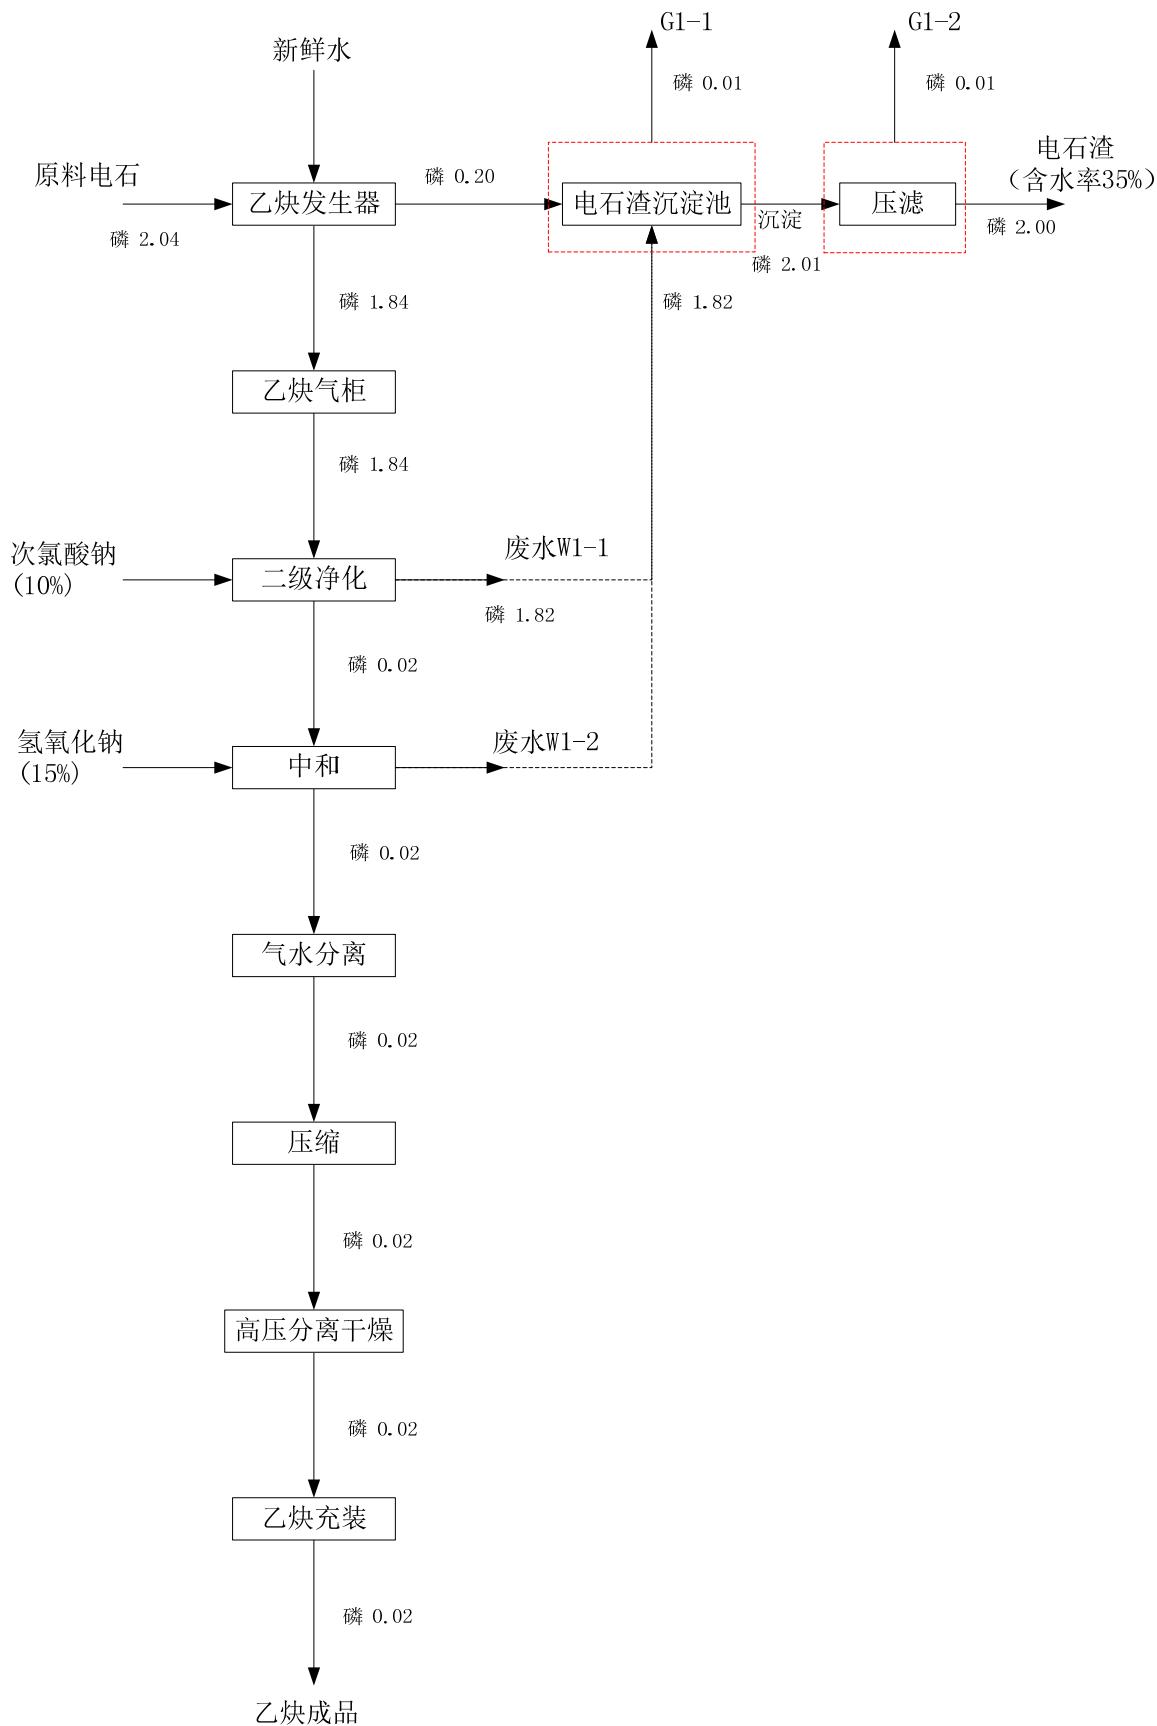 G1-1
G1-2
新鲜水
磷 0.01
磷 0.01
原料电石
磷 2.04
乙炔发生器
磷 0.20
电石渣沉淀池
沉淀
磷 2.01
压滤
电石渣
（含水率35%）
磷 2.00
磷 1.84
磷 1.82
乙炔气柜
磷 1.84
次氯酸钠
(10%)
二级净化
废水W1-1
磷 1.82
磷 0.02
氢氧化钠
(15%)
中和
废水W1-2
磷 0.02
气水分离
磷 0.02
压缩
磷 0.02
高压分离干燥
磷 0.02
乙炔充装
磷 0.02
乙炔成品